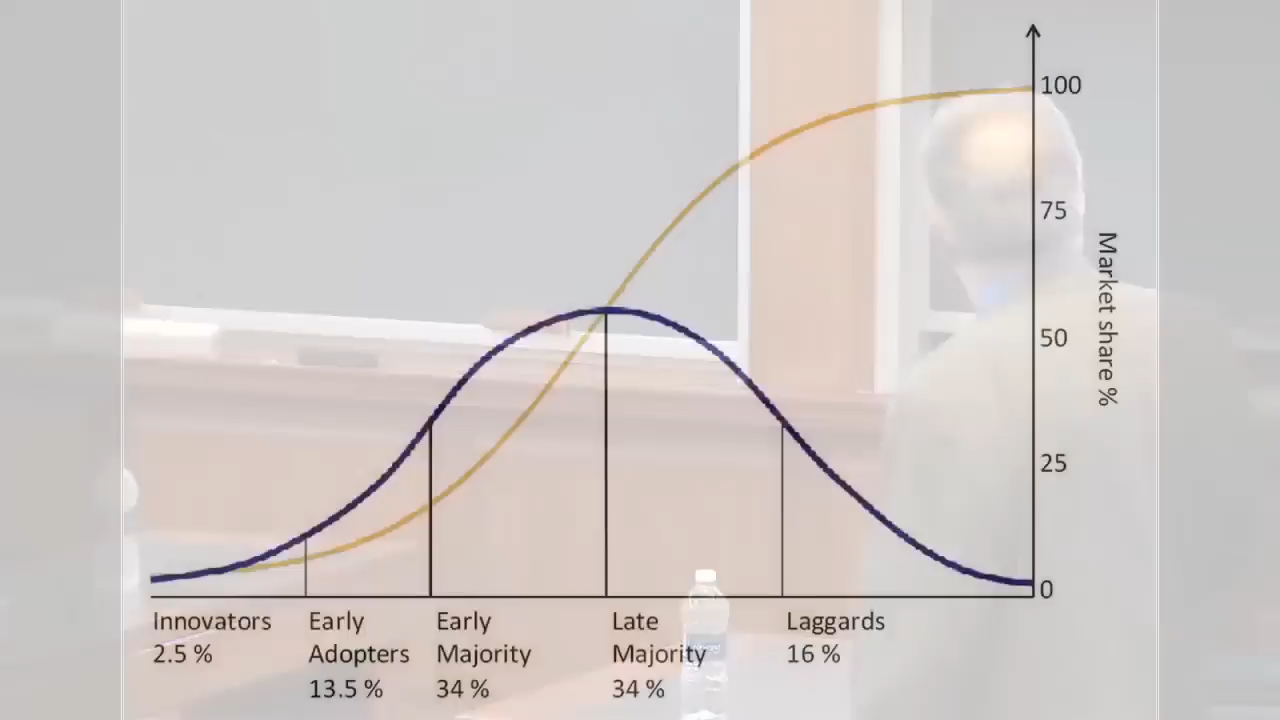 100
75
50
25
0
Market share %
Innovators
2.5 %
Early
Adopters
13.5 %
Early
Majority
34 %
Late
Majority
34 %
Laggards
16 %